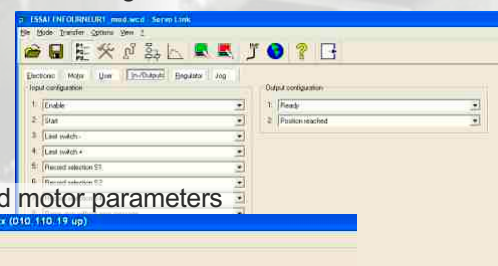 ESSAI ENFOURNEUR1_mod.wcd - Servo Link
File Mode Transfer Options View ?
Electronic Motor User In-/Outputs Regulator Jog
Input configuration
1: Enable
2: Start
3: Limit switch -
4: Limit switch +
5: Record selection S1
6: Record selection S2
Output configuration
1: Ready
2: Position reached
d motor parameters
x (D10.110.19 up)